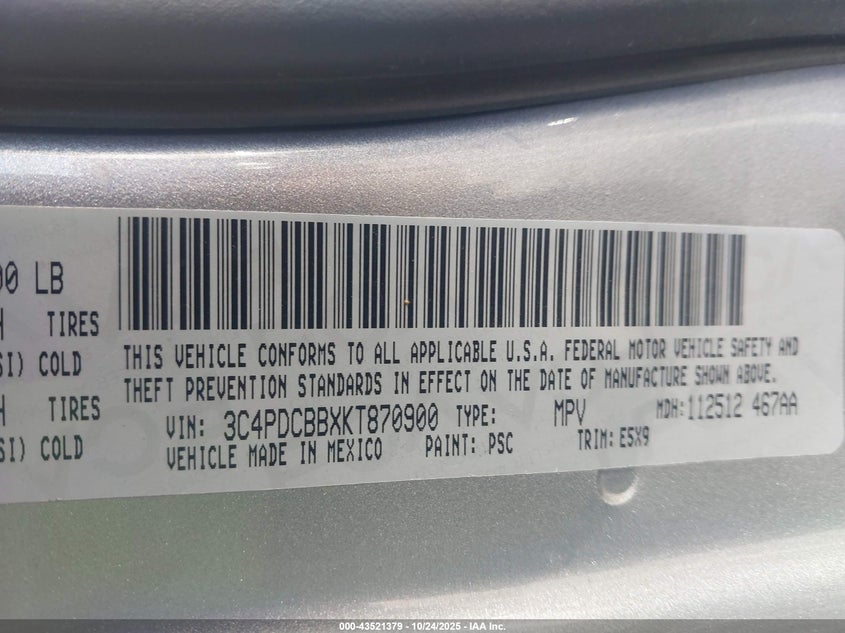 00 LB
TIRES
SI) COLD
TIRES
SI) COLD
THIS VEHICLE CONFORMS TO ALL APPLICABLE U.S.A. FEDERAL MOTOR VEHICLE SAFETY AND
THEFT PREVENTION STANDARDS IN EFFECT ON THE DATE OF MANUFACTURE SHOWN ABOVE.
VIN: 3C4PDCBBXKT870900 TYPE: MPV MDH:112512 467AA
VEHICLE MADE IN MEXICO PAINT: PSC TRIM: E5X9
000-43521379 | 10/24/2025 - IAA Inc.